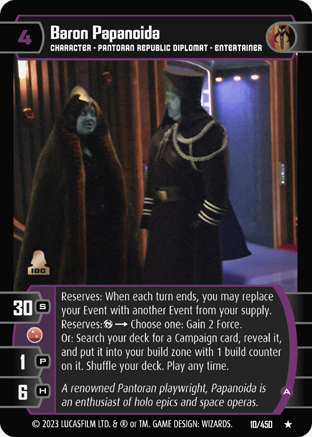 4
Baron Papanoida
CHARACTER • PANTORAN REPUBLIC DIPLOMAT • ENTERTAINER
IDC
30 S
1 P
6 H
Reserves: When each turn ends, you may replace
your Event with another Event from your supply.
Reserves: → Choose one: Gain 2 Force.
Or: Search your deck for a Campaign card, reveal it,
and put it into your build zone with 1 build counter
on it. Shuffle your deck. Play any time.
A renowned Pantoran playwright, Papanoida is
an enthusiast of holo epics and space operas.
A
© 2023 LUCASFILM LTD. & ® or TM. GAME DESIGN: WIZARDS.
10/450